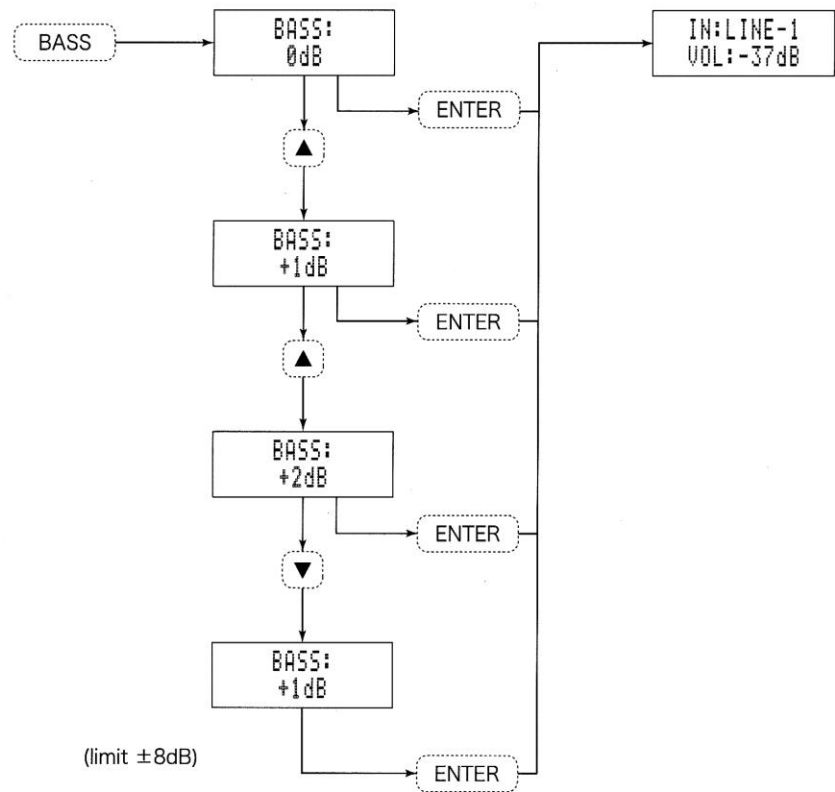 BASS
BASS:
0dB
IN:LINE-1
VOL:-37dB
ENTER
▲
BASS:
+1dB
ENTER
▲
BASS:
+2dB
ENTER
▼
BASS:
+1dB
(limit ±8dB)
ENTER